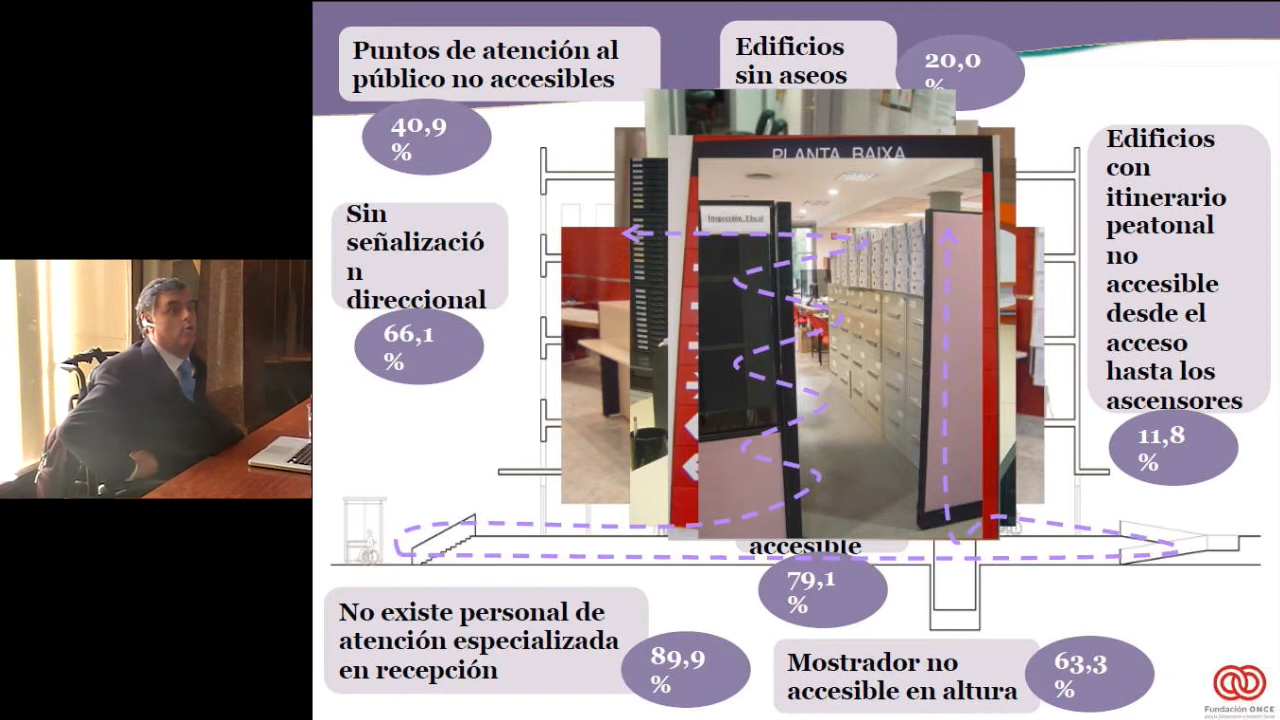 Puntos de atención al
público no accesibles
40,9
%
Edificios
sin aseos
20,0
%
Edificios
con
itinerario
peatonal
no
accesible
desde el
acceso
hasta los
ascensores
11,8
%
Sin
señalizació
n
direccional
66,1
%
PLANTA BAIXA
Inspección Fiscal
accesible
79,1
%
No existe personal de
atención especializada
en recepción
89,9
%
Mostrador no
accesible en altura
63,3
%
Fundación ONCE